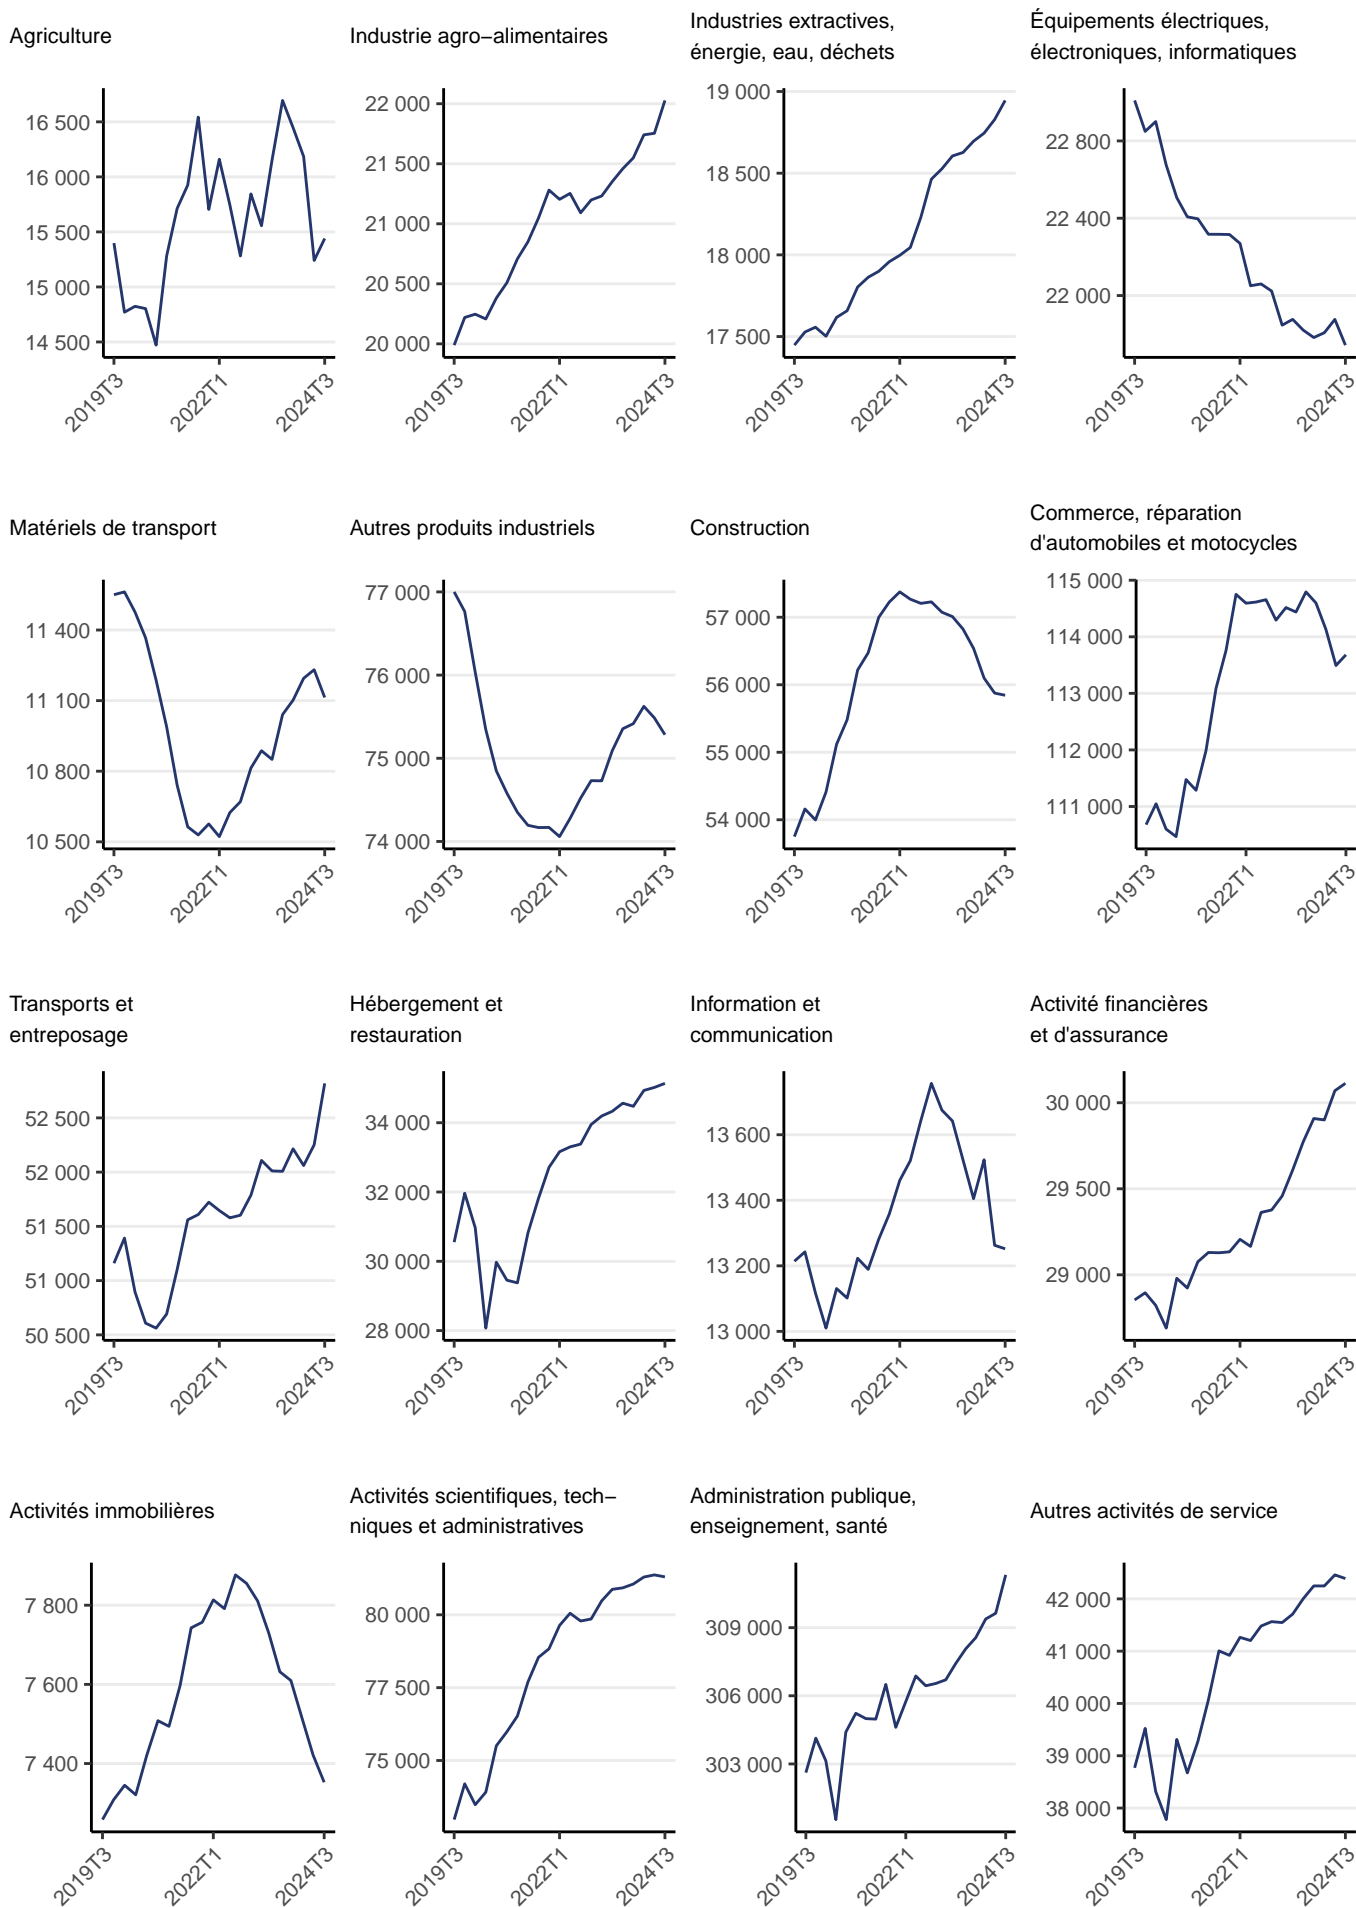 Agriculture
16 500
16 000
15 500
15 000
14 500
2019T3
2022T1
2024T3
Industrie agro−alimentaires
22 000
21 500
21 000
20 500
20 000
2019T3
2022T1
2024T3
Industries extractives,
énergie, eau, déchets
19 000
18 500
18 000
17 500
2019T3
2022T1
2024T3
Équipements électriques,
électroniques, informatiques
22 800
22 400
22 000
2019T3
2022T1
2024T3
Matériels de transport
11 400
11 100
10 800
10 500
2019T3
2022T1
2024T3
Autres produits industriels
77 000
76 000
75 000
74 000
2019T3
2022T1
2024T3
Construction
57 000
56 000
55 000
54 000
2019T3
2022T1
2024T3
Commerce, réparation
d'automobiles et motocycles
115 000
114 000
113 000
112 000
111 000
2019T3
2022T1
2024T3
Transports et
entreposage
52 500
52 000
51 500
51 000
50 500
2019T3
2022T1
2024T3
Hébergement et
restauration
34 000
32 000
30 000
28 000
2019T3
2022T1
2024T3
Information et
communication
13 600
13 400
13 200
13 000
2019T3
2022T1
2024T3
Activité financières
et d'assurance
30 000
29 500
29 000
2019T3
2022T1
2024T3
Activités immobilières
7 800
7 600
7 400
2019T3
2022T1
2024T3
Activités scientifiques, tech−
niques et administratives
80 000
77 500
75 000
2019T3
2022T1
2024T3
Administration publique,
enseignement, santé
309 000
306 000
303 000
2019T3
2022T1
2024T3
Autres activités de service
42 000
41 000
40 000
39 000
38 000
2019T3
2022T1
2024T3